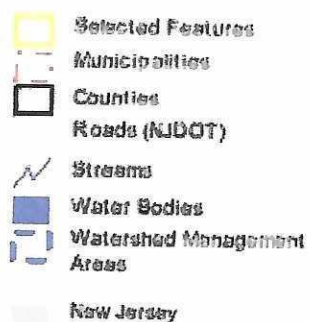 Selected Features
Municipalities
Counties
Roads (NJDOT)
Streams
Water Bodies
Watershed Management
Areas
New Jersey